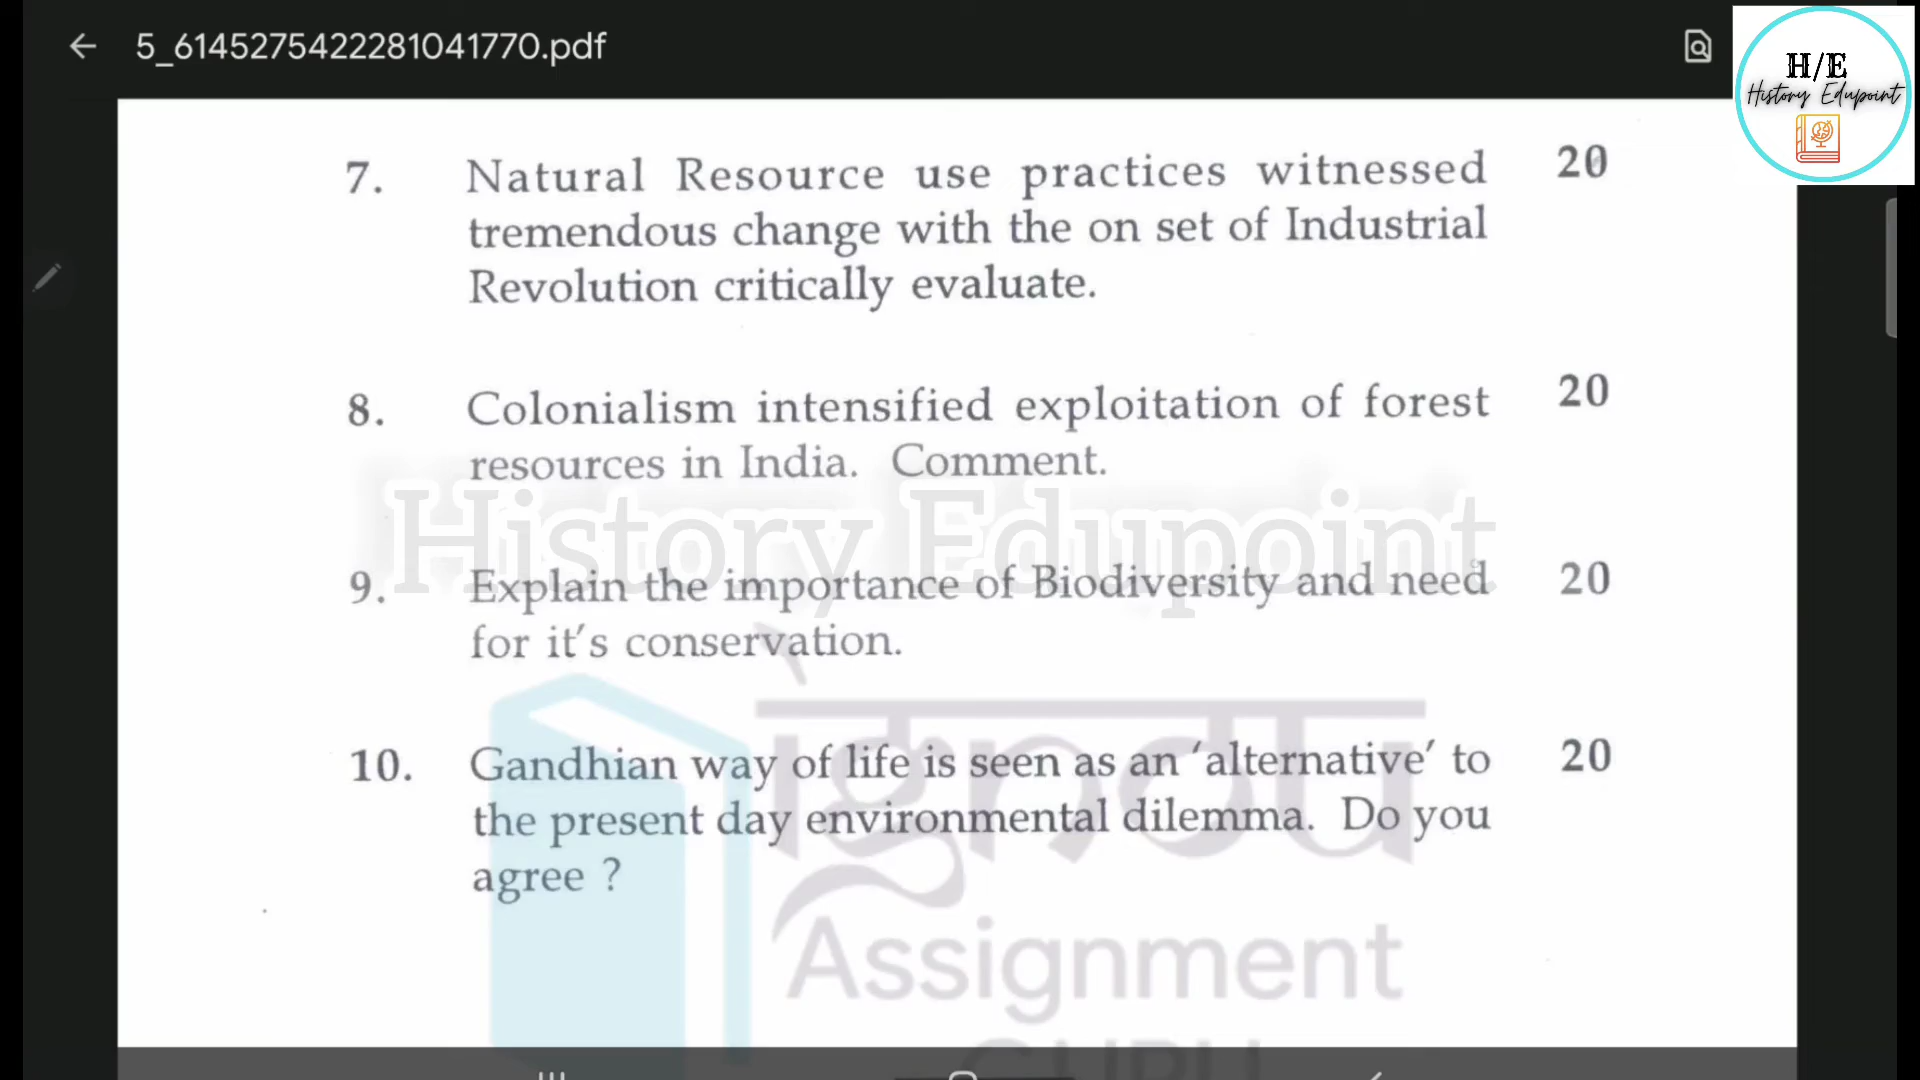 5_6145275422281041770.pdf
H/E
History Edupoint
7. Natural Resource use practices witnessed 20
tremendous change with the on set of Industrial
Revolution critically evaluate.
8. Colonialism intensified exploitation of forest 20
resources in India. Comment.
History Edupoint
9. Explain the importance of Biodiversity and need 20
for it's conservation.
10. Gandhian way of life is seen as an 'alternative' to 20
the present day environmental dilemma. Do you
agree ?
ignou
Assignment
GURU